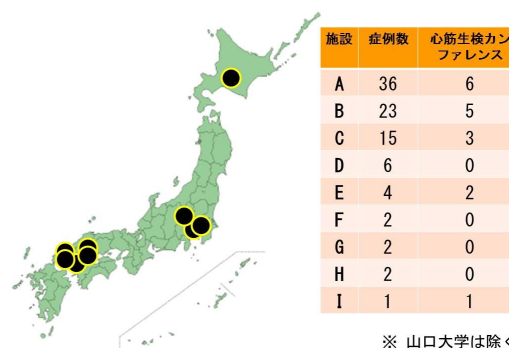 施設 症例数 心筋生検カン
ファレンス
A 36 6
B 23 5
C 15 3
D 6 0
E 4 2
F 2 0
G 2 0
H 2 0
I 1 1
※ 山口大学は除く